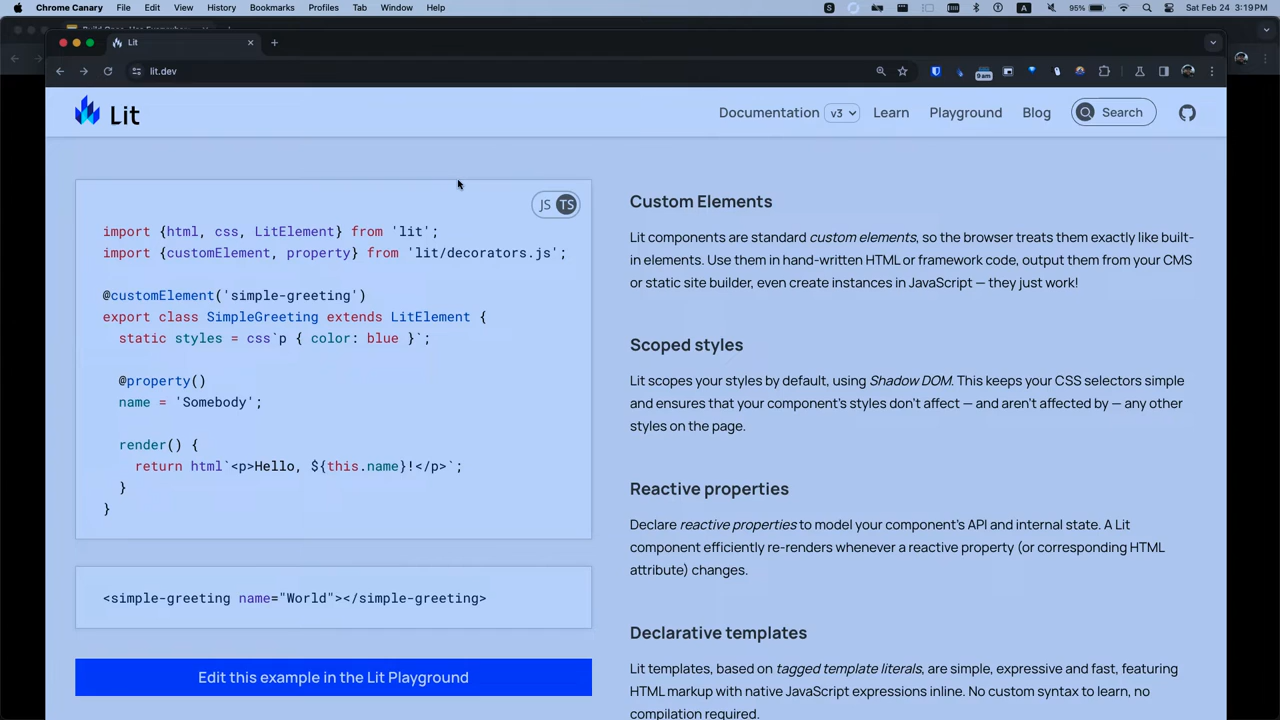 Chrome Canary File Edit View History Bookmarks Profiles Tab Window Help
95% Sat Feb 24 3:19 PM
Lit
lit.dev
9am
Lit
Documentation v3 Learn Playground Blog Search
JS TS
import {html, css, LitElement} from 'lit';
import {customElement, property} from 'lit/decorators.js';
@customElement('simple-greeting')
export class SimpleGreeting extends LitElement {
static styles = css`p { color: blue }`;
@property()
name = 'Somebody';
render() {
return html`<p>Hello, ${this.name}!</p>`;
}
}
<simple-greeting name="World"></simple-greeting>
Edit this example in the Lit Playground
Custom Elements
Lit components are standard custom elements, so the browser treats them exactly like built-
in elements. Use them in hand-written HTML or framework code, output them from your CMS
or static site builder, even create instances in JavaScript — they just work!
Scoped styles
Lit scopes your styles by default, using Shadow DOM. This keeps your CSS selectors simple
and ensures that your component's styles don't affect — and aren't affected by — any other
styles on the page.
Reactive properties
Declare reactive properties to model your component's API and internal state. A Lit
component efficiently re-renders whenever a reactive property (or corresponding HTML
attribute) changes.
Declarative templates
Lit templates, based on tagged template literals, are simple, expressive and fast, featuring
HTML markup with native JavaScript expressions inline. No custom syntax to learn, no
compilation required.